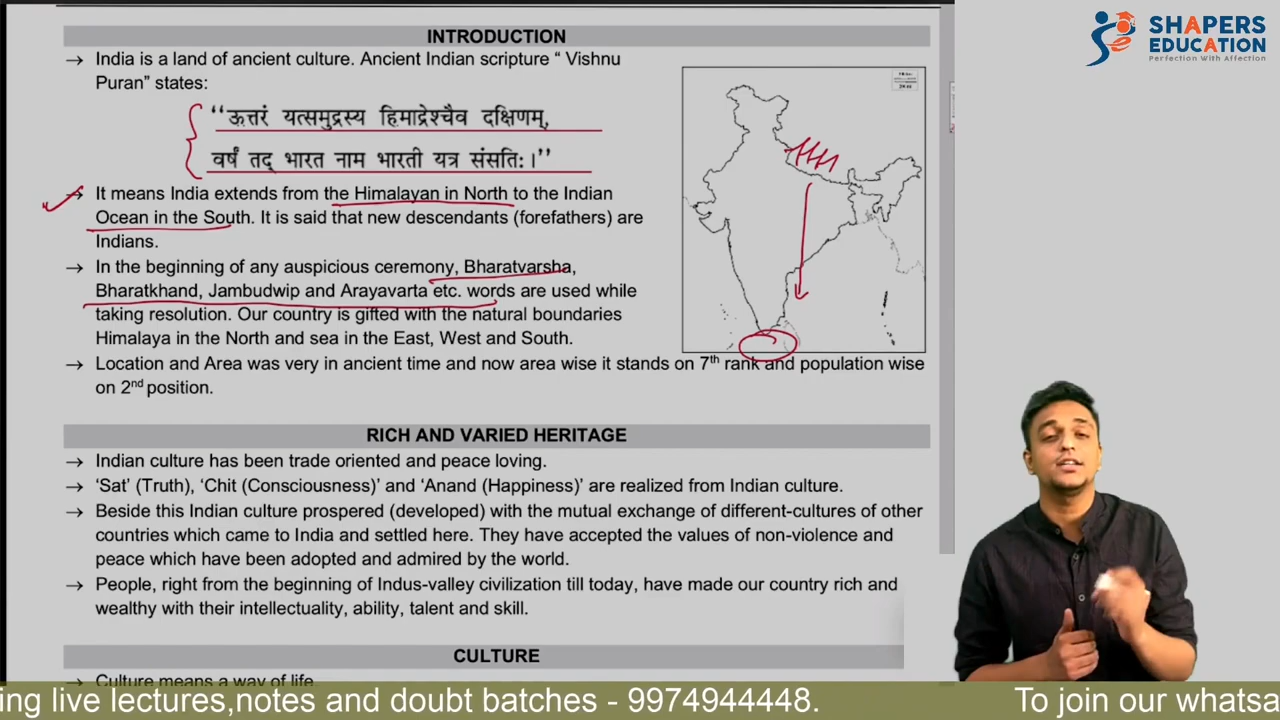 INTRODUCTION
→ India is a land of ancient culture. Ancient Indian scripture “ Vishnu
Puran” states:
“ऊत्तरं यत्समुद्रस्य हिमाद्रेश्चैव दक्षिणम्,
वर्षं तद् भारत नाम भारती यत्र संसतिः।”
→ It means India extends from the Himalayan in North to the Indian
Ocean in the South. It is said that new descendants (forefathers) are
Indians.
→ In the beginning of any auspicious ceremony, Bharatvarsha,
Bharatkhand, Jambudwip and Arayavarta etc. words are used while
taking resolution. Our country is gifted with the natural boundaries
Himalaya in the North and sea in the East, West and South.
→ Location and Area was very in ancient time and now area wise it stands on 7th rank and population wise
on 2nd position.
RICH AND VARIED HERITAGE
→ Indian culture has been trade oriented and peace loving.
→ ‘Sat’ (Truth), ‘Chit (Consciousness)’ and ‘Anand (Happiness)’ are realized from Indian culture.
→ Beside this Indian culture prospered (developed) with the mutual exchange of different-cultures of other
countries which came to India and settled here. They have accepted the values of non-violence and
peace which have been adopted and admired by the world.
→ People, right from the beginning of Indus-valley civilization till today, have made our country rich and
wealthy with their intellectuality, ability, talent and skill.
CULTURE
→ Culture means a way of life
SHAPERS
EDUCATION
Perfection With Affection
ing live lectures,notes and doubt batches - 9974944448. To join our whatsa